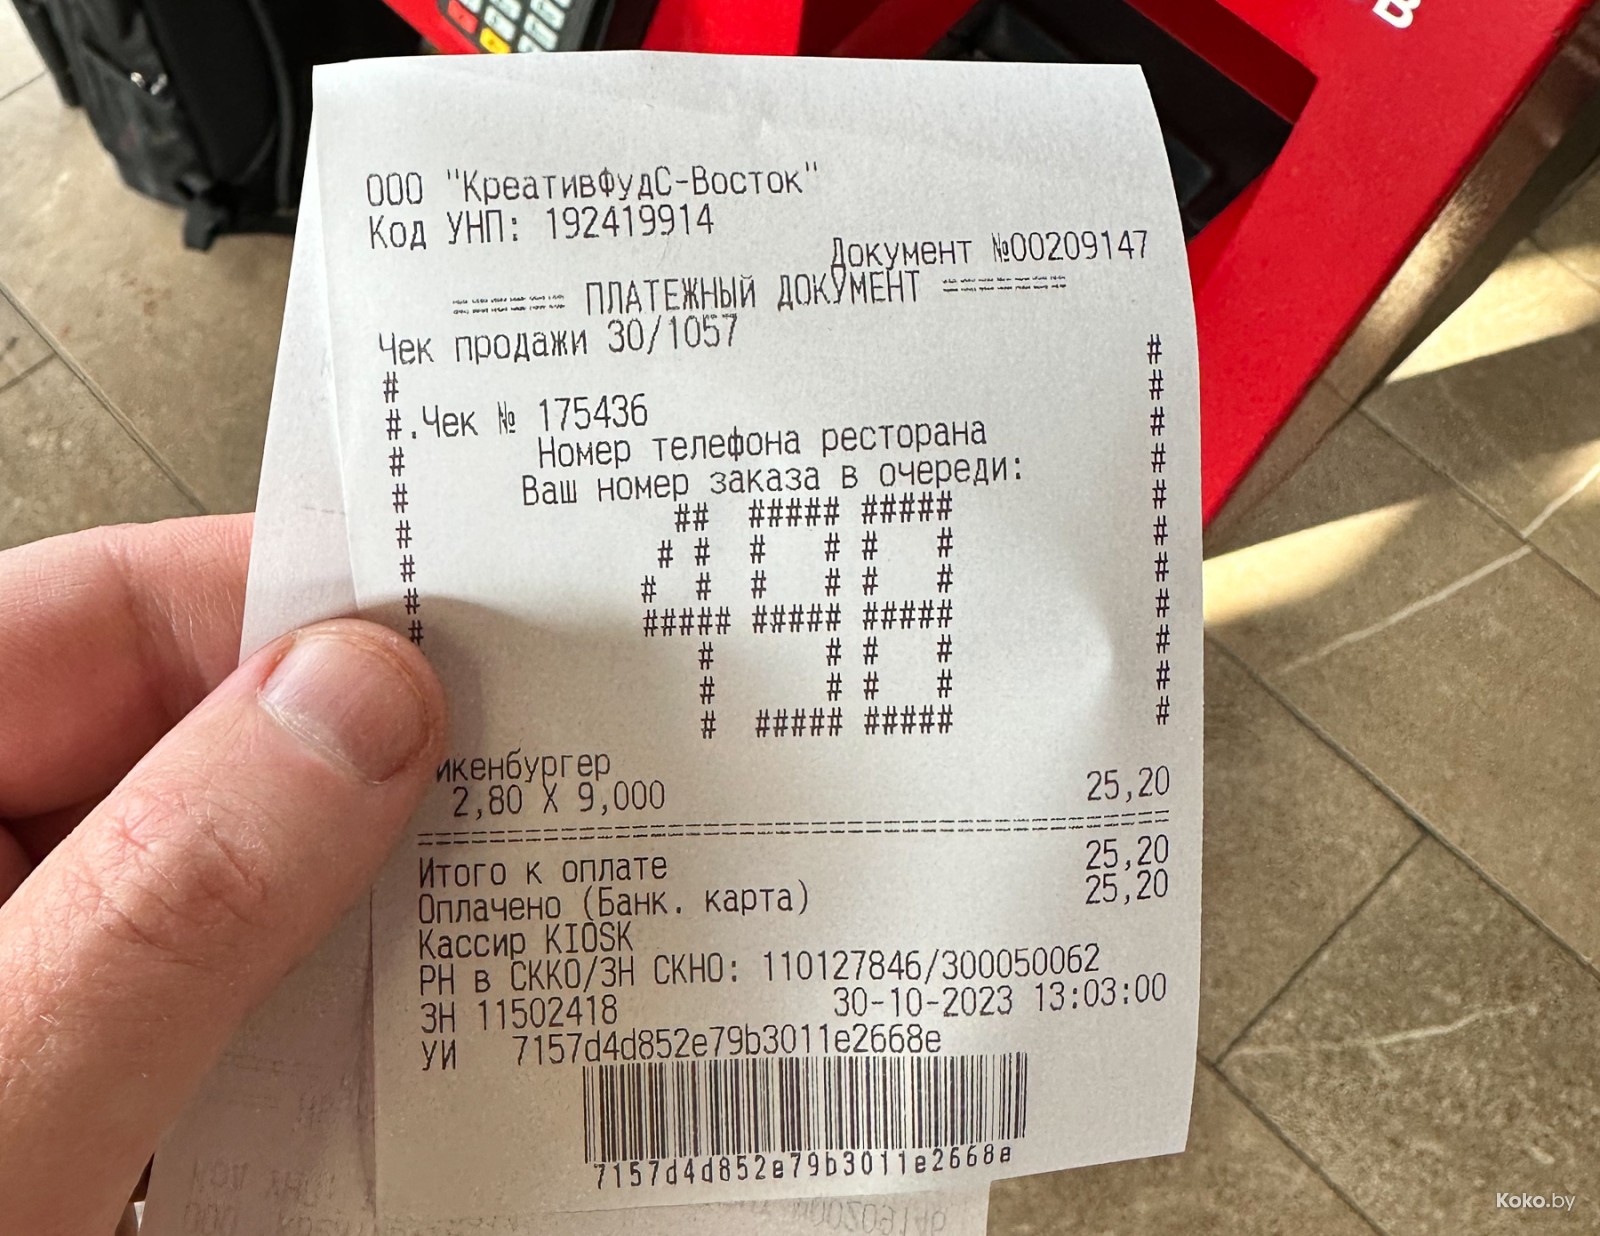 В
ООО "КреативФудС-Восток"
Код УНП: 192419914
Документ №00209147
ПЛАТЕЖНЫЙ ДОКУМЕНТ
Чек продажи 30/1057
.Чек № 175436
Номер телефона ресторана
Ваш номер заказа в очереди:
498
икенбургер
2,80 X 9,000 25,20
Итого к оплате 25,20
Оплачено (Банк. карта) 25,20
Кассир KIOSK
РН в СККО/ЗН СКНО: 110127846/300050062
ЗН 11502418 30-10-2023 13:03:00
УИ 7157d4d852e79b3011e2668e
7157d4d852e79b3011e2668e
Koko.by